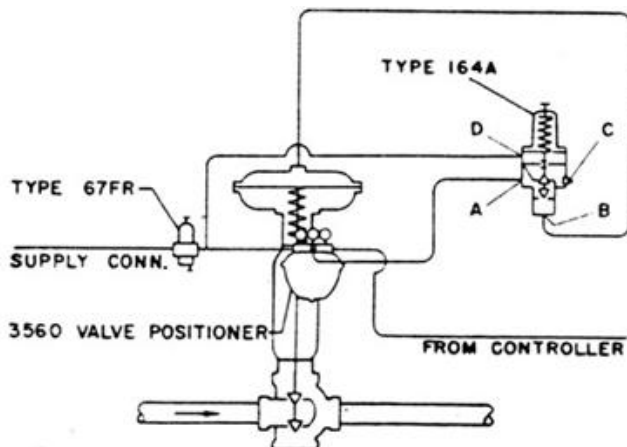 TYPE 164A
D
C
TYPE 67FR
A
B
SUPPLY CONN.
3560 VALVE POSITIONER
FROM CONTROLLER